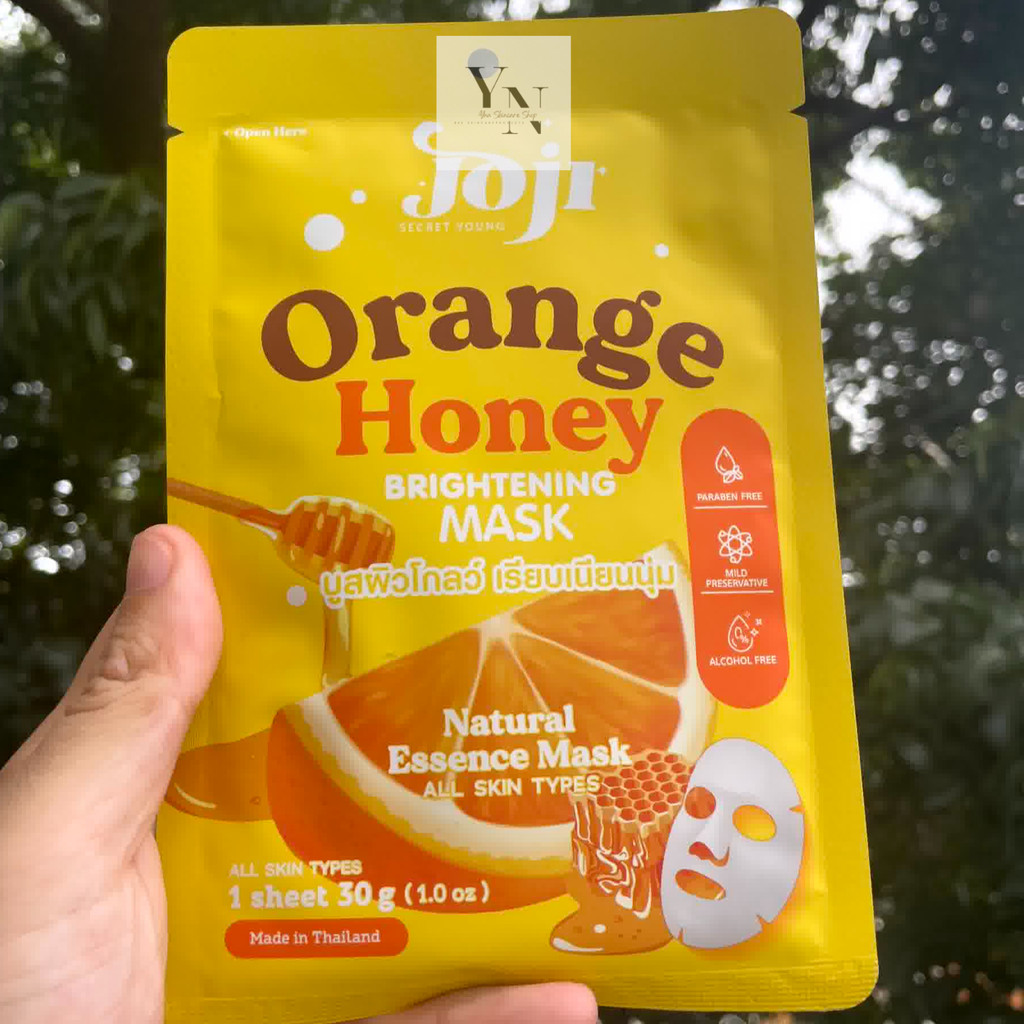 YN
Open Here
Joji
SECRET YOUNG
Orange
Honey
BRIGHTENING
MASK
บูสผิวโกลว์ เรียบเนียนนุ่ม
PARABEN FREE
MILD
PRESERVATIVE
ALCOHOL FREE
Natural
Essence Mask
ALL SKIN TYPES
ALL SKIN TYPES
1 sheet 30 g (1.0 oz)
Made in Thailand